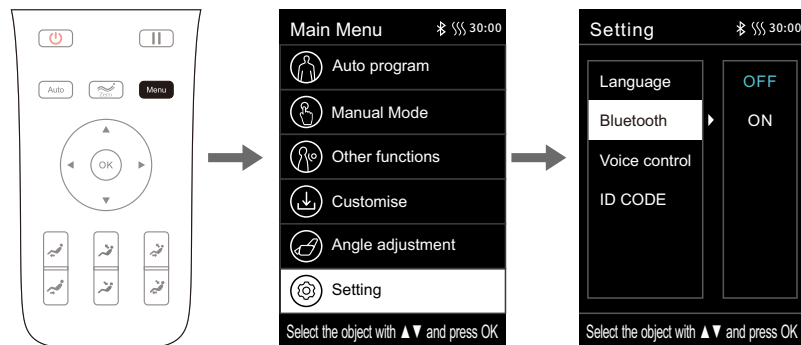 Auto
Zero
Menu
OK
Main Menu 30:00
Auto program
Manual Mode
Other functions
Customise
Angle adjustment
Setting
Select the object with ▲▼ and press OK
Setting 30:00
Language
Bluetooth
Voice control
ID CODE
OFF
ON
Select the object with ▲▼ and press OK